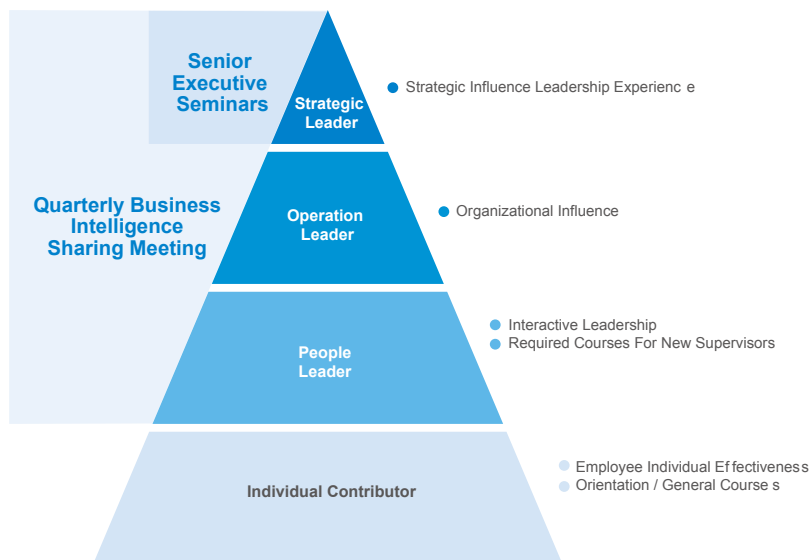 Senior
Executive
Seminars
Strategic
Leader
Strategic Influence Leadership Experienc e
Quarterly Business
Intelligence
Sharing Meeting
Operation
Leader
Organizational Influence
People
Leader
Interactive Leadership
Required Courses For New Supervisors
Individual Contributor
Employee Individual Ef fectiveness
Orientation / General Course s